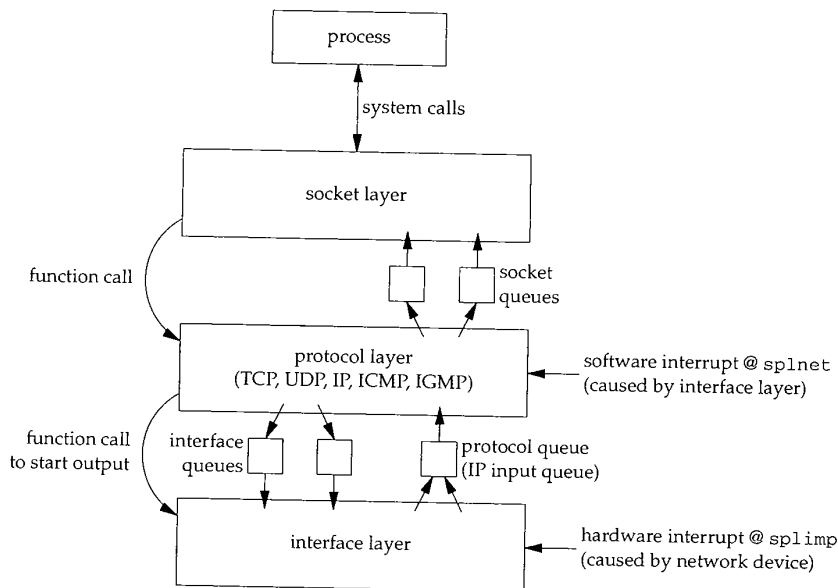 process
system calls
socket layer
function call
socket
queues
protocol layer
(TCP, UDP, IP, ICMP, IGMP)
software interrupt @ splnet
(caused by interface layer)
function call
to start output
interface
queues
protocol queue
(IP input queue)
interface layer
hardware interrupt @ splimp
(caused by network device)